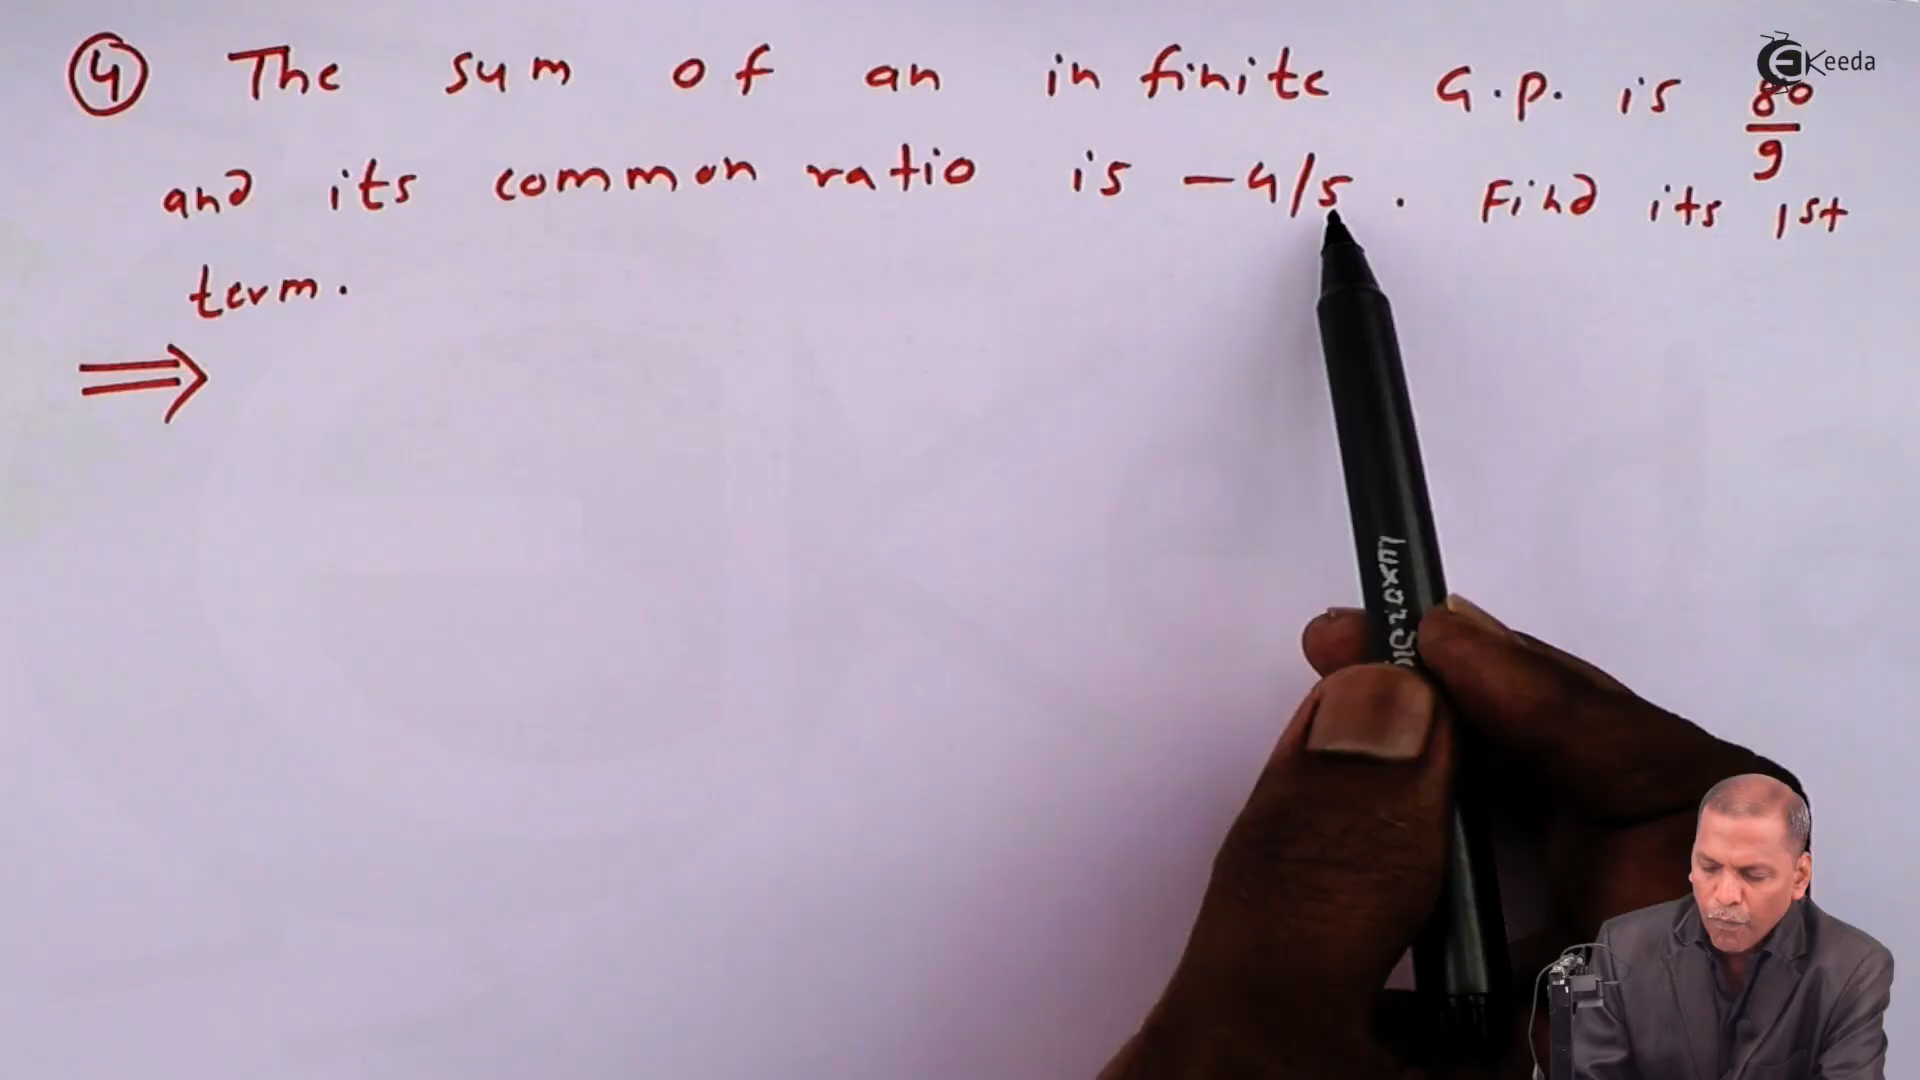 ④ The sum of an infinite G.P. is 80/9
and its common ratio is -4/5. Find its 1st
term.
⟹
Keeda
Luxor